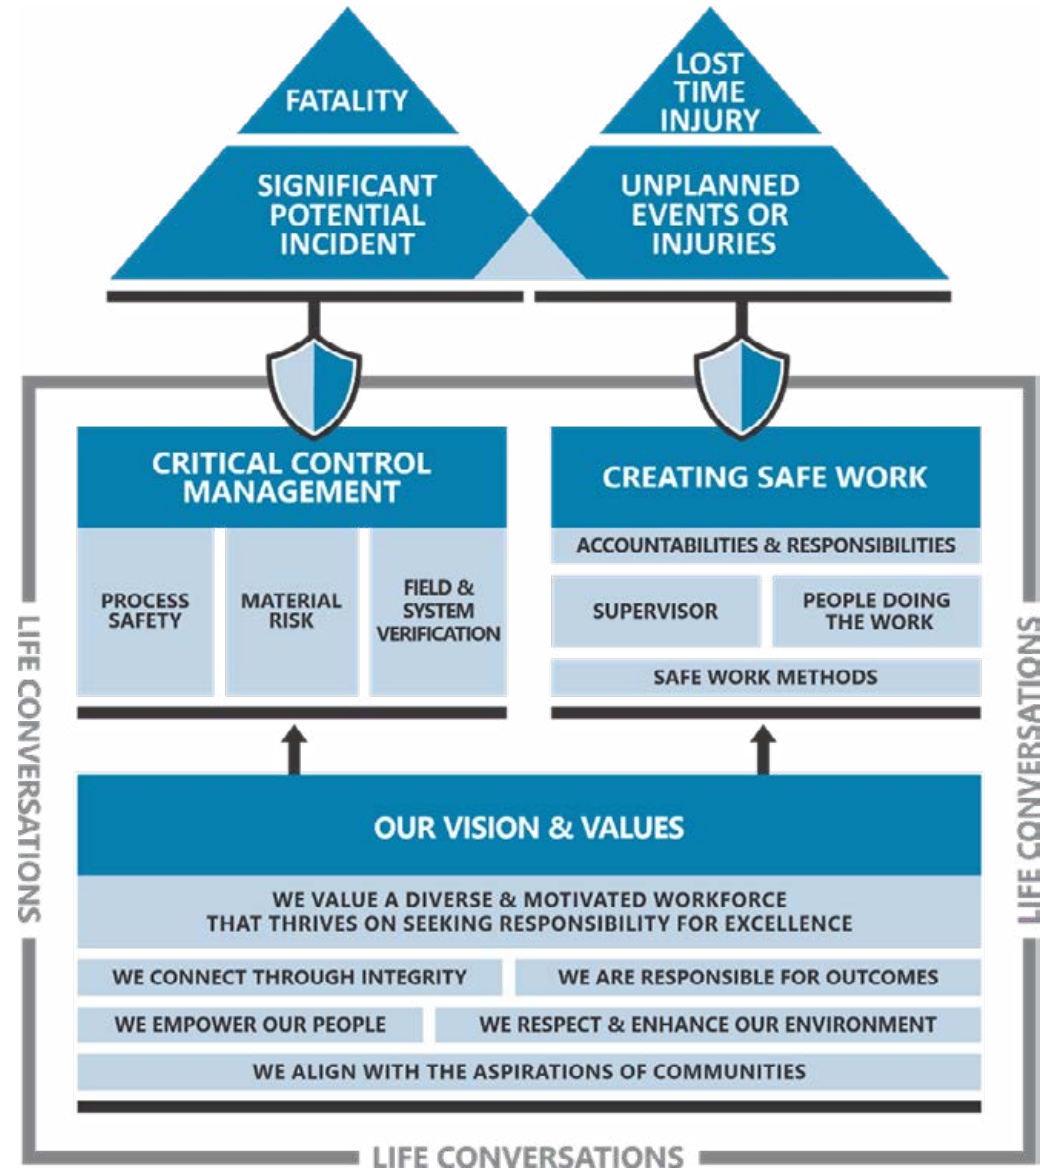 FATALITY
SIGNIFICANT
POTENTIAL
INCIDENT
LOST
TIME
INJURY
UNPLANNED
EVENTS OR
INJURIES
CRITICAL CONTROL
MANAGEMENT
PROCESS
SAFETY
MATERIAL
RISK
FIELD &
SYSTEM
VERIFICATION
CREATING SAFE WORK
ACCOUNTABILITIES & RESPONSIBILITIES
SUPERVISOR
PEOPLE DOING
THE WORK
SAFE WORK METHODS
LIFE CONVERSATIONS
LIFE CONVERSATIONS
OUR VISION & VALUES
WE VALUE A DIVERSE & MOTIVATED WORKFORCE
THAT THRIVES ON SEEKING RESPONSIBILITY FOR EXCELLENCE
WE CONNECT THROUGH INTEGRITY
WE ARE RESPONSIBLE FOR OUTCOMES
WE EMPOWER OUR PEOPLE
WE RESPECT & ENHANCE OUR ENVIRONMENT
WE ALIGN WITH THE ASPIRATIONS OF COMMUNITIES
LIFE CONVERSATIONS